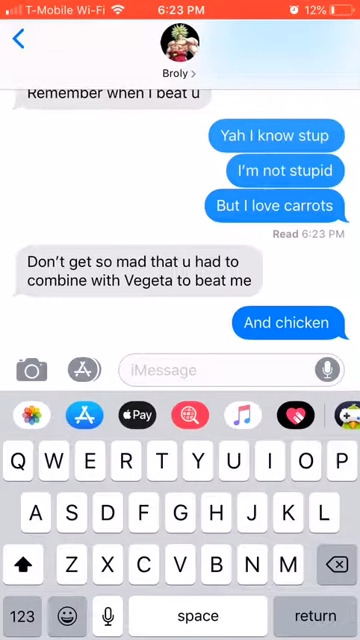 T-Mobile Wi-Fi 6:23 PM 12%
Broly >
Remember when I beat u
Yah I know stup
I'm not stupid
But I love carrots
Read 6:23 PM
Don't get so mad that u had to
combine with Vegeta to beat me
And chicken
iMessage
Pay
Q W E R T Y U I O P
A S D F G H J K L
Z X C V B N M
123 space return